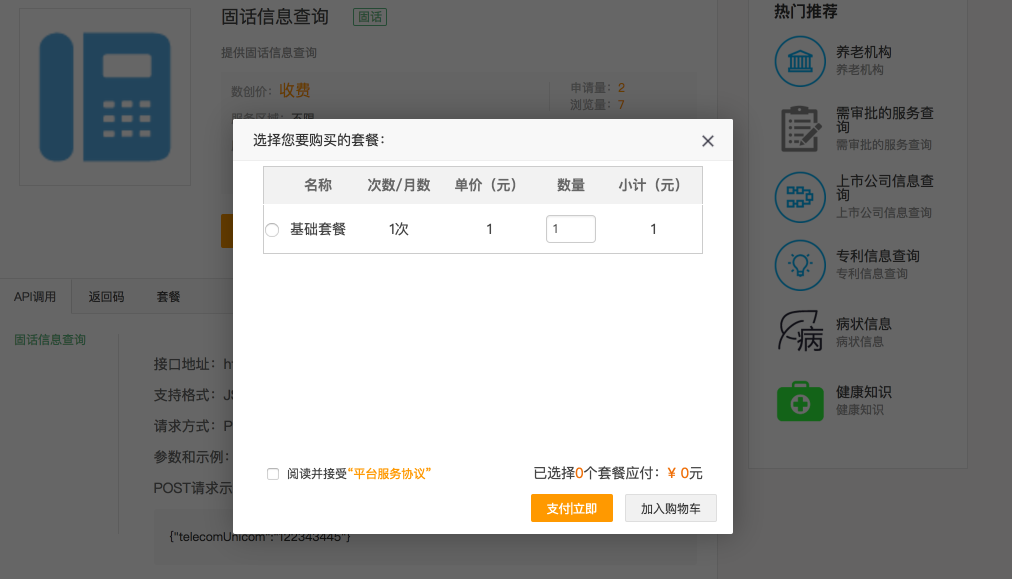 固话信息查询 固话
提供固话信息查询
数创价：收费
申请量：2
浏览量：7
选择您要购买的套餐：
名称 次数/月数 单价（元） 数量 小计（元）
基础套餐 1次 1 1 1
阅读并接受“平台服务协议”
已选择0个套餐应付：￥0元
支付|立即 加入购物车
API调用 返回码 套餐
固话信息查询
接口地址：
支持格式：
请求方式：
参数和示例：
POST请求示
{"telecomUnicom":"122343445"}
热门推荐
养老机构
养老机构
需审批的服务查
询
需审批的服务查询
上市公司信息查
询
上市公司信息查询
专利信息查询
专利信息查询
病
病状信息
病状信息
健康知识
健康知识